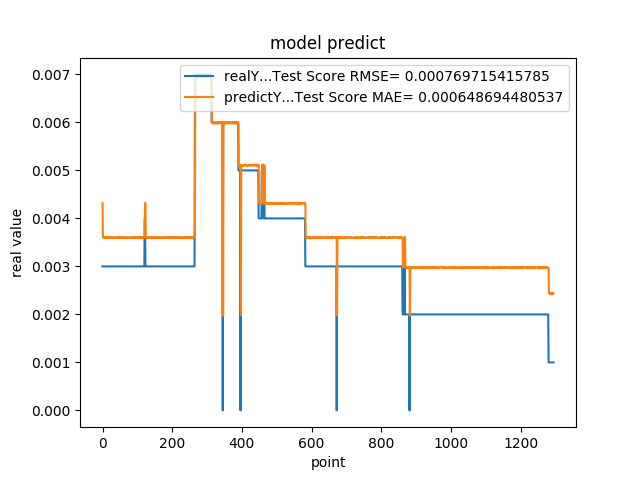 model predict
realY...Test Score RMSE= 0.000769715415785
predictY...Test Score MAE= 0.000648694480537
real value
0.007
0.006
0.005
0.004
0.003
0.002
0.001
0.000
0 200 400 600 800 1000 1200
point